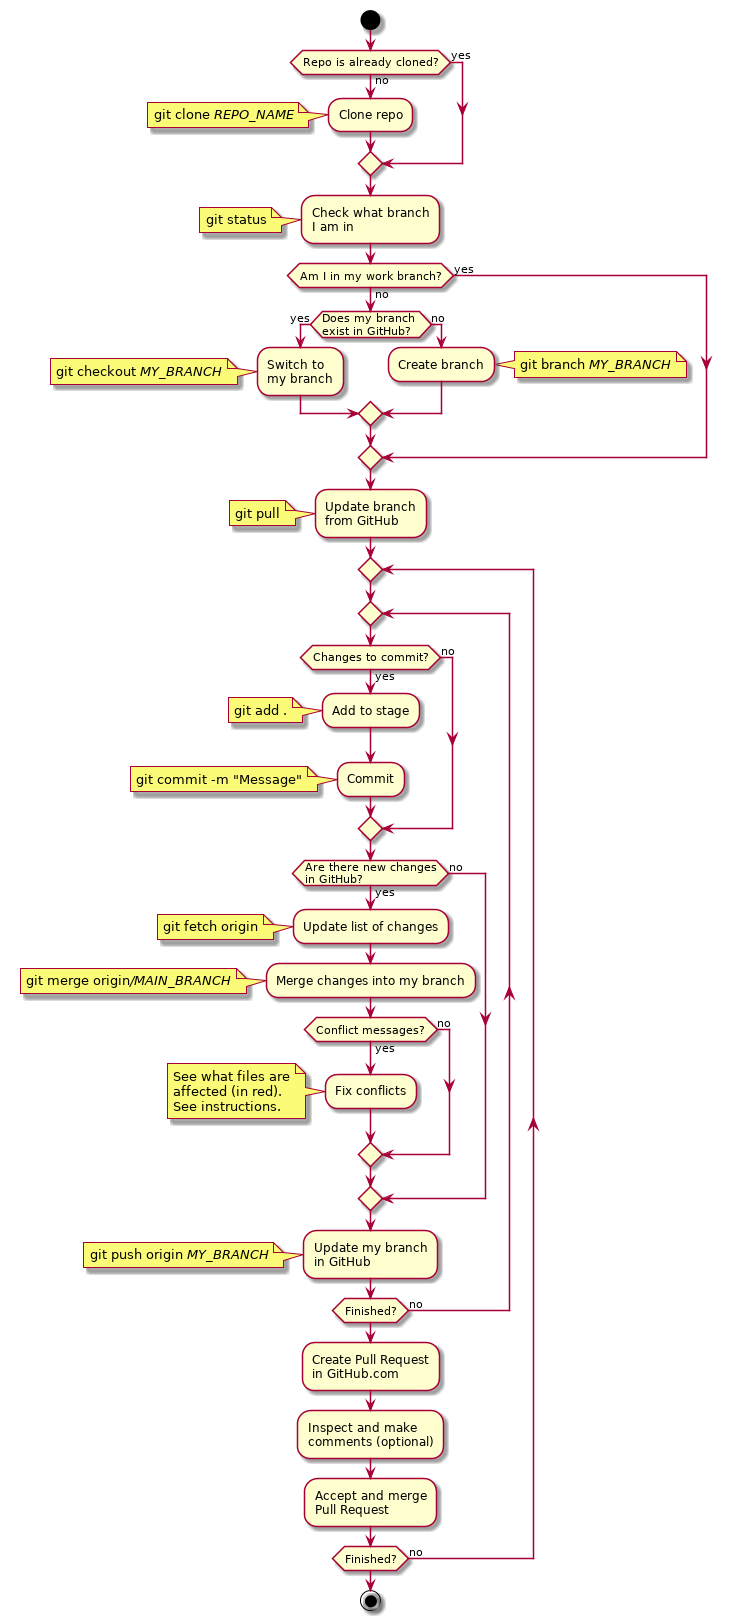 Repo is already cloned?
yes
no
git clone REPO_NAME
Clone repo
git status
Check what branch
I am in
Am I in my work branch?
yes
no
yes
Does my branch
exist in GitHub?
no
git checkout MY_BRANCH
Switch to
my branch
Create branch
git branch MY_BRANCH
git pull
Update branch
from GitHub
Changes to commit?
no
yes
git add .
Add to stage
git commit -m "Message"
Commit
Are there new changes
in GitHub?
no
yes
git fetch origin
Update list of changes
git merge origin/MAIN_BRANCH
Merge changes into my branch
Conflict messages?
no
yes
See what files are
affected (in red).
See instructions.
Fix conflicts
git push origin MY_BRANCH
Update my branch
in GitHub
Finished?
no
Create Pull Request
in GitHub.com
Inspect and make
comments (optional)
Accept and merge
Pull Request
Finished?
no